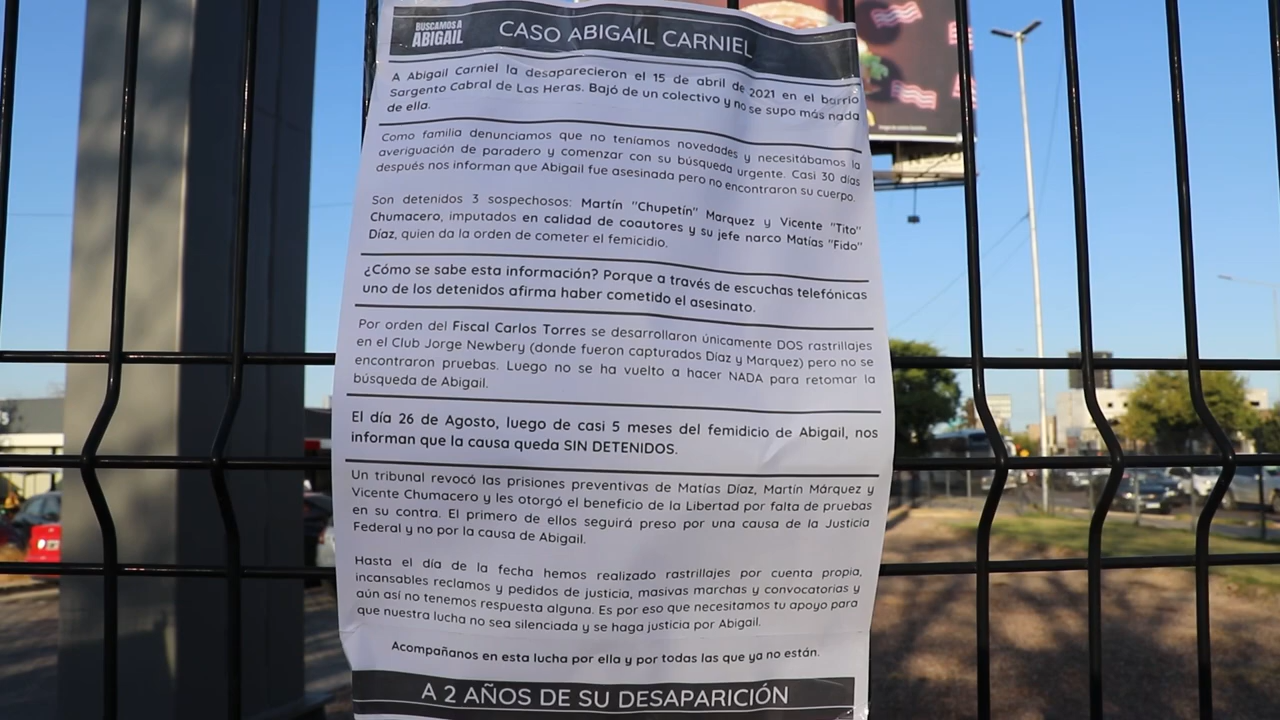 BUSCAMOS A
ABIGAIL
CASO ABIGAIL CARNIEL
A Abigail Carniel la desaparecieron el 15 de abril de 2021 en el barrio
Sargento Cabral de Las Heras. Bajó de un colectivo y no se supo más nada
de ella.
Como familia denunciamos que no teníamos novedades y necesitábamos la
averiguación de paradero y comenzar con su búsqueda urgente. Casi 30 días
después nos informan que Abigail fue asesinada pero no encontraron su cuerpo.
Son detenidos 3 sospechosos: Martín "Chupetín" Marquez y Vicente "Tito"
Chumacero, imputados en calidad de coautores y su jefe narco Matías "Fido"
Díaz, quien da la orden de cometer el femicidio.
¿Cómo se sabe esta información? Porque a través de escuchas telefónicas
uno de los detenidos afirma haber cometido el asesinato.
Por orden del Fiscal Carlos Torres se desarrollaron únicamente DOS rastrillajes
en el Club Jorge Newbery (donde fueron capturados Díaz y Marquez) pero no se
encontraron pruebas. Luego no se ha vuelto a hacer NADA para retomar la
búsqueda de Abigail.
El día 26 de Agosto, luego de casi 5 meses del femidicio de Abigail, nos
informan que la causa queda SIN DETENIDOS.
Un tribunal revocó las prisiones preventivas de Matías Díaz, Martín Márquez y
Vicente Chumacero y les otorgó el beneficio de la Libertad por falta de pruebas
en su contra. El primero de ellos seguirá preso por una causa de la Justicia
Federal y no por la causa de Abigail.
Hasta el día de la fecha hemos realizado rastrillajes por cuenta propia,
incansables reclamos y pedidos de justicia, masivas marchas y convocatorias y
aún así no tenemos respuesta alguna. Es por eso que necesitamos tu apoyo para
que nuestra lucha no sea silenciada y se haga justicia por Abigail.
Acompañanos en esta lucha por ella y por todas las que ya no están.
A 2 AÑOS DE SU DESAPARICIÓN